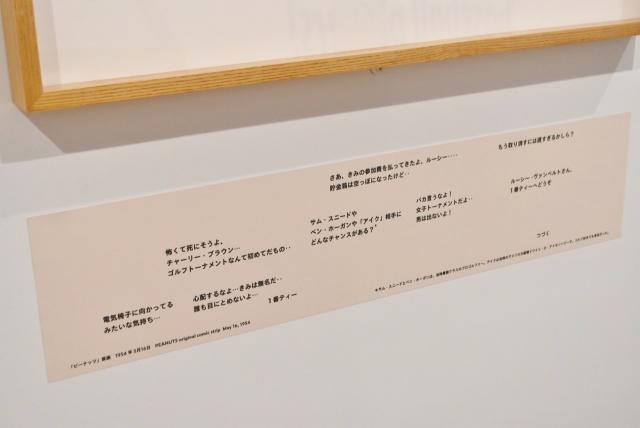 さあ、きみの参加費を払ってきたよ、ルーシー‥‥
貯金箱は空っぽになったけど‥
もう取り消すには遅すぎるかしら?
怖くて死にそうよ、
チャーリー・ブラウン…
ゴルフトーナメントなんて初めてだもの‥
サム・スニードや
ベン・ホーガンや「アイク」相手に
どんなチャンスがある?*
バカ言うなよ!
女子トーナメントだよ‥
男は出ないよ!
ルーシー・ヴァンペルトさん、
1番ティーへどうぞ
電気椅子に向かってる
みたいな気持ち…
心配するなよ…きみは無名だ‥
誰も目にとめないよ…
1番ティー
つづく
「ピーナッツ」原画 1954年5月16日 PEANUTS original comic strip May 16, 1954